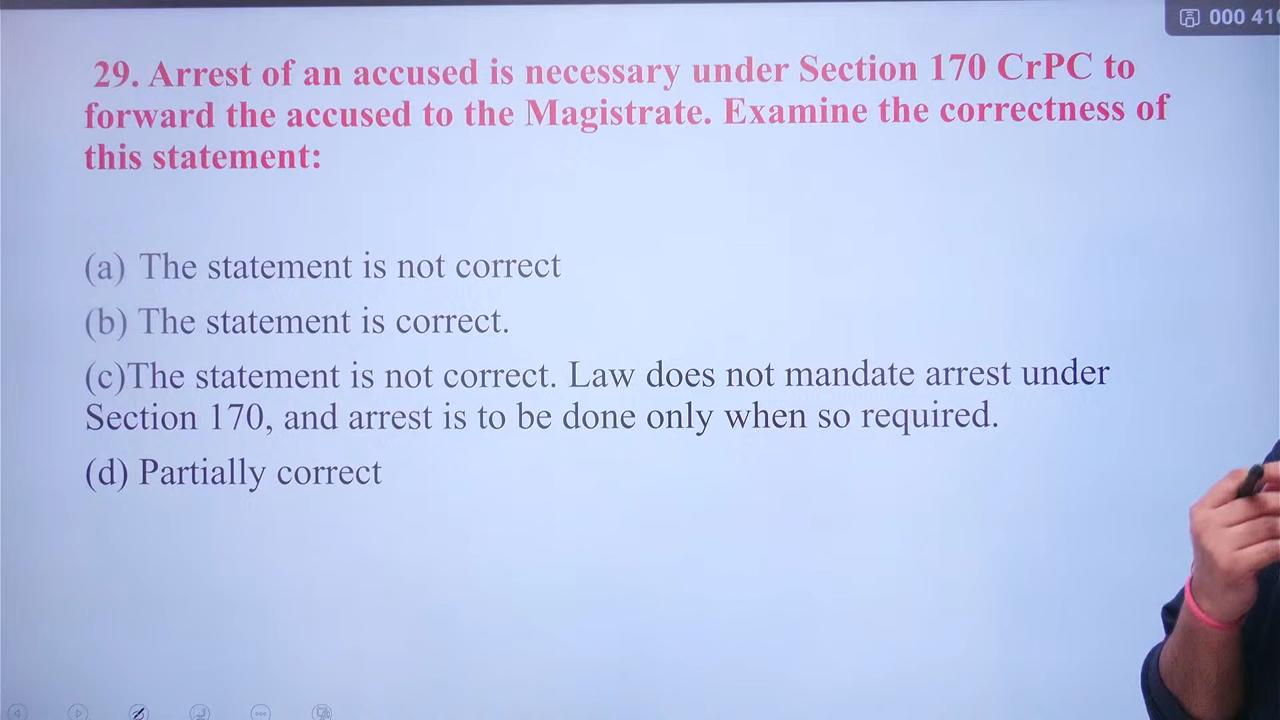 000 410
29. Arrest of an accused is necessary under Section 170 CrPC to
forward the accused to the Magistrate. Examine the correctness of
this statement:
(a) The statement is not correct
(b) The statement is correct.
(c)The statement is not correct. Law does not mandate arrest under
Section 170, and arrest is to be done only when so required.
(d) Partially correct